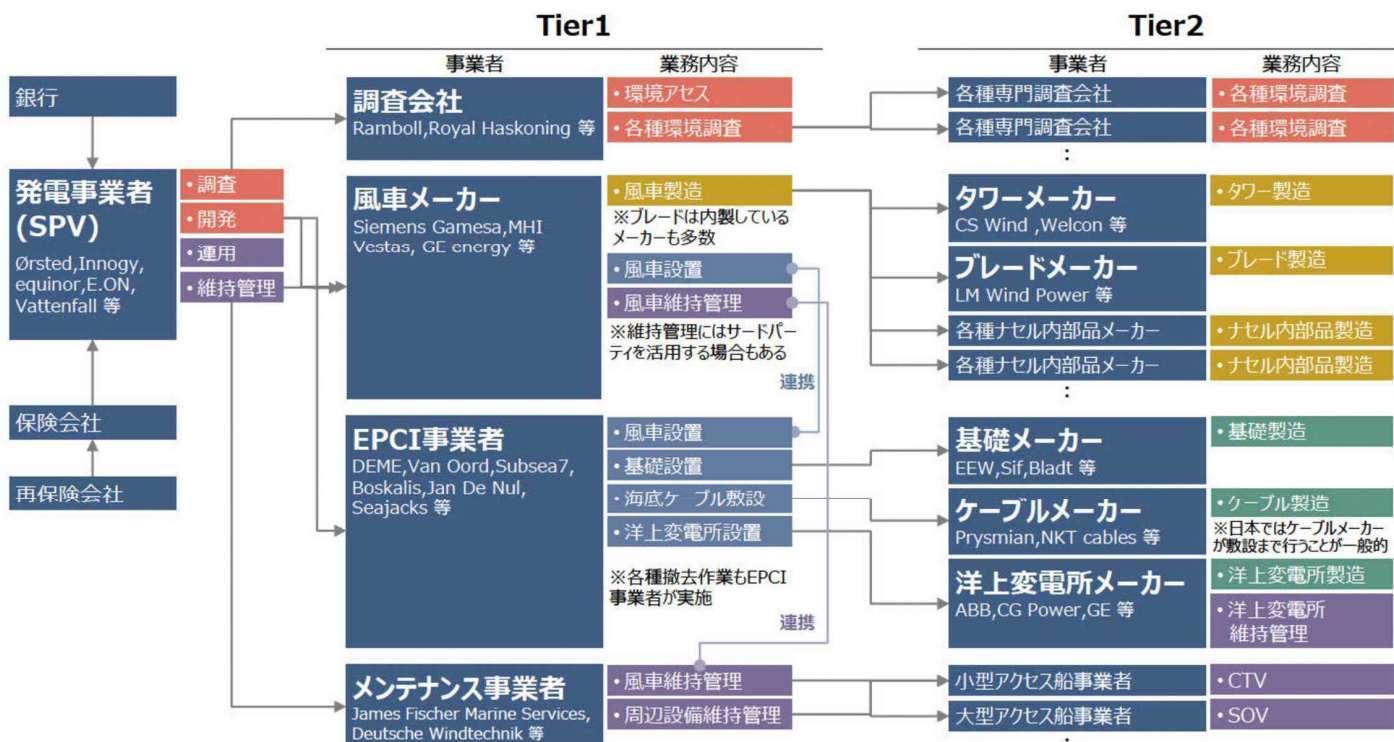 Tier1
Tier2
事業者
業務内容
事業者
業務内容
銀行
発電事業者
(SPV)
Ørsted,Innogy,
equinor,E.ON,
Vattenfall 等
・調査
・開発
・運用
・維持管理
保険会社
再保険会社
調査会社
Ramboll,Royal Haskoning 等
・環境アセス
・各種環境調査
各種専門調査会社
・各種環境調査
各種専門調査会社
・各種環境調査
:
風車メーカー
Siemens Gamesa,MHI
Vestas, GE energy 等
・風車製造
※ブレードは内製している
メーカーも多数
・風車設置
・風車維持管理
※維持管理にはサードパー
ティを活用する場合もある
連携
タワーメーカー
CS Wind ,Welcon 等
・タワー製造
ブレードメーカー
LM Wind Power 等
・ブレード製造
各種ナセル内部品メーカー
・ナセル内部品製造
各種ナセル内部品メーカー
・ナセル内部品製造
:
EPCI事業者
DEME,Van Oord,Subsea7,
Boskalis,Jan De Nul,
Seajacks 等
・風車設置
・基礎設置
・海底ケーブル敷設
・洋上変電所設置
※各種撤去作業もEPCI
事業者が実施
連携
基礎メーカー
EEW,Sif,Bladt 等
・基礎製造
ケーブルメーカー
Prysmian,NKT cables 等
・ケーブル製造
※日本ではケーブルメーカー
が敷設まで行うことが一般的
洋上変電所メーカー
ABB,CG Power,GE 等
・洋上変電所製造
・洋上変電所
維持管理
メンテナンス事業者
James Fischer Marine Services,
Deutsche Windtechnik 等
・風車維持管理
・周辺設備維持管理
小型アクセス船事業者
・CTV
大型アクセス船事業者
・SOV
: